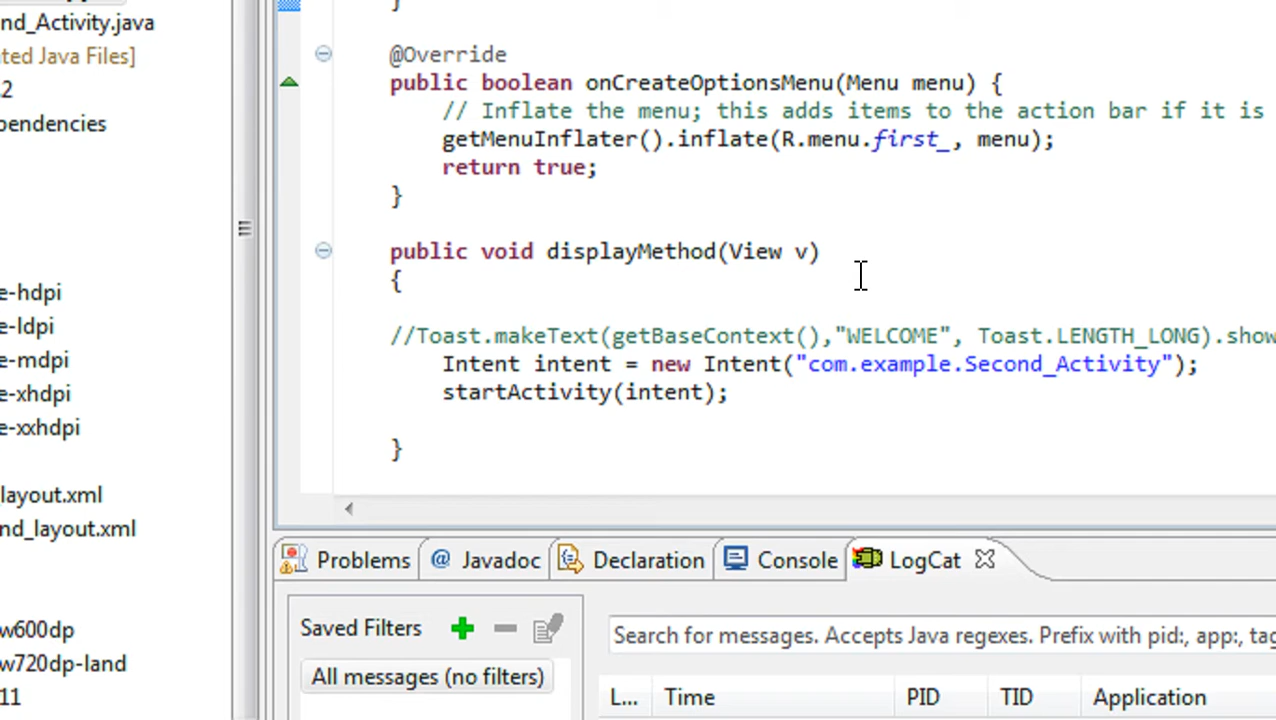 nd_Activity.java
ted Java Files]
.2
pendencies
e-hdpi
e-ldpi
e-mdpi
e-xhdpi
e-xxhdpi
layout.xml
nd_layout.xml
w600dp
w720dp-land
11
}
@Override
public boolean onCreateOptionsMenu(Menu menu) {
// Inflate the menu; this adds items to the action bar if it is
getMenuInflater().inflate(R.menu.first_, menu);
return true;
}
public void displayMethod(View v)
{
//Toast.makeText(getBaseContext(),"WELCOME", Toast.LENGTH_LONG).show
Intent intent = new Intent("com.example.Second_Activity");
startActivity(intent);
}
Problems @ Javadoc Declaration Console LogCat
Saved Filters
All messages (no filters)
Search for messages. Accepts Java regexes. Prefix with pid:, app:, tag
L... Time PID TID Application